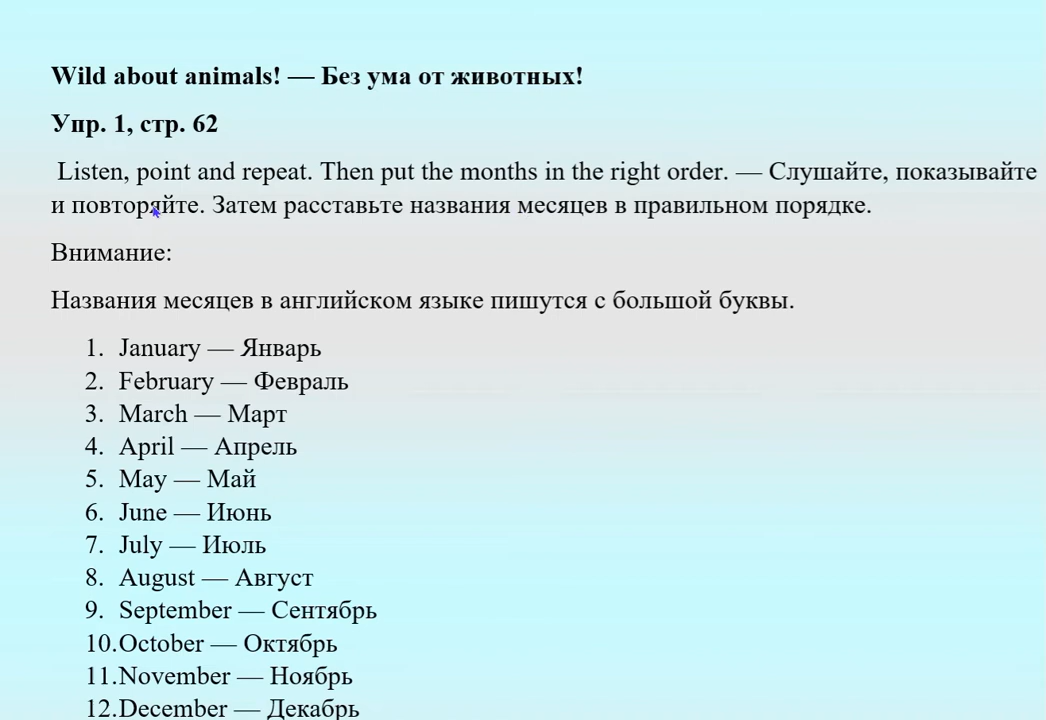 Wild about animals! — Без ума от животных!
Упр. 1, стр. 62
Listen, point and repeat. Then put the months in the right order. — Слушайте, показывайте
и повторяйте. Затем расставьте названия месяцев в правильном порядке.
Внимание:
Названия месяцев в английском языке пишутся с большой буквы.
1. January — Январь
2. February — Февраль
3. March — Март
4. April — Апрель
5. May — Май
6. June — Июнь
7. July — Июль
8. August — Август
9. September — Сентябрь
10.October — Октябрь
11.November — Ноябрь
12.December — Декабрь